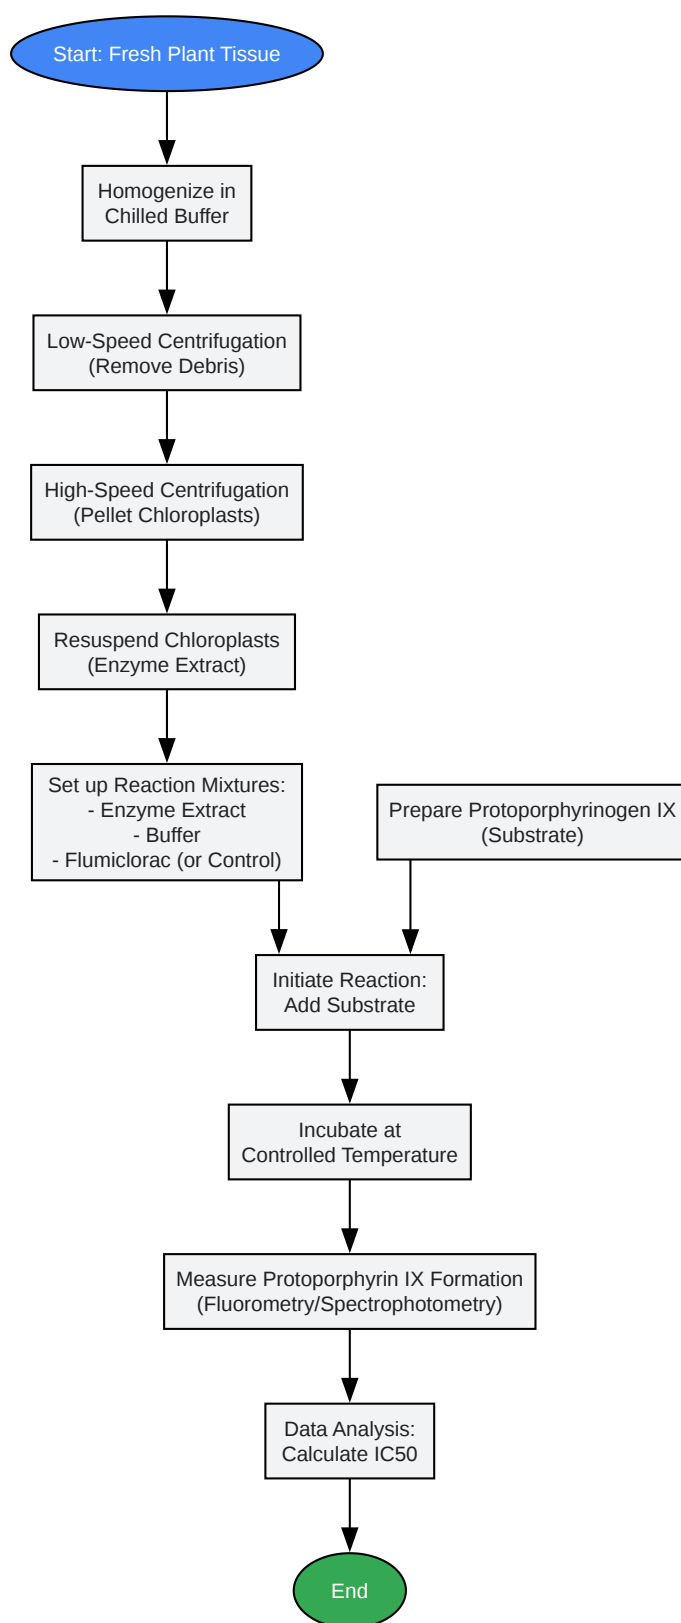 Start: Fresh Plant Tissue
Homogenize in
Chilled Buffer
Low-Speed Centrifugation
(Remove Debris)
High-Speed Centrifugation
(Pellet Chloroplasts)
Resuspend Chloroplasts
(Enzyme Extract)
Set up Reaction Mixtures:
- Enzyme Extract
- Buffer
- Flumiclorac (or Control)
Prepare Protoporphyrinogen IX
(Substrate)
Initiate Reaction:
Add Substrate
Incubate at
Controlled Temperature
Measure Protoporphyrin IX Formation
(Fluorometry/Spectrophotometry)
Data Analysis:
Calculate IC50
End